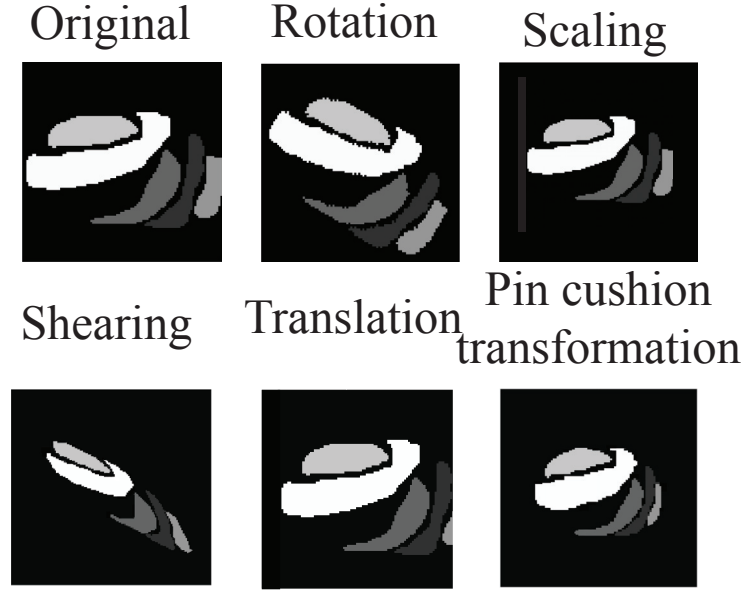 Original
Rotation
Scaling
Shearing
Translation
Pin cushion
transformation